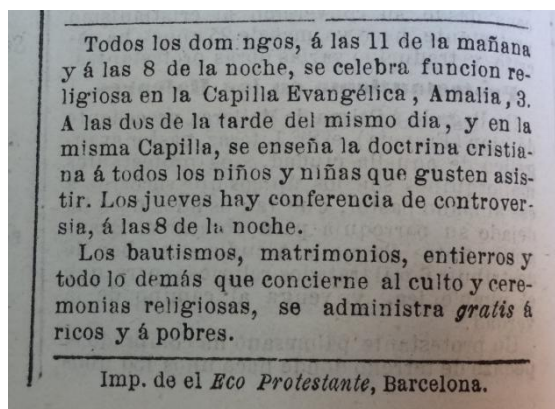 Todos los dom ngos, á las 11 de la mañana
y á las 8 de la noche, se celebra funcion re-
ligiosa en la Capilla Evangélica, Amalia, 3.
A las dos de la tarde del mismo dia, y en la
misma Capilla, se enseña la doctrina cristia-
na á todos los niños y niñas que gusten asis-
tir. Los jueves hay conferencia de controver-
sia, á las 8 de la noche.
Los bautismos, matrimonios, entierros y
todo lo demás que concierne al culto y cere-
monias religiosas, se administra gratis á
ricos y á pobres.
Imp. de el Eco Protestante, Barcelona.